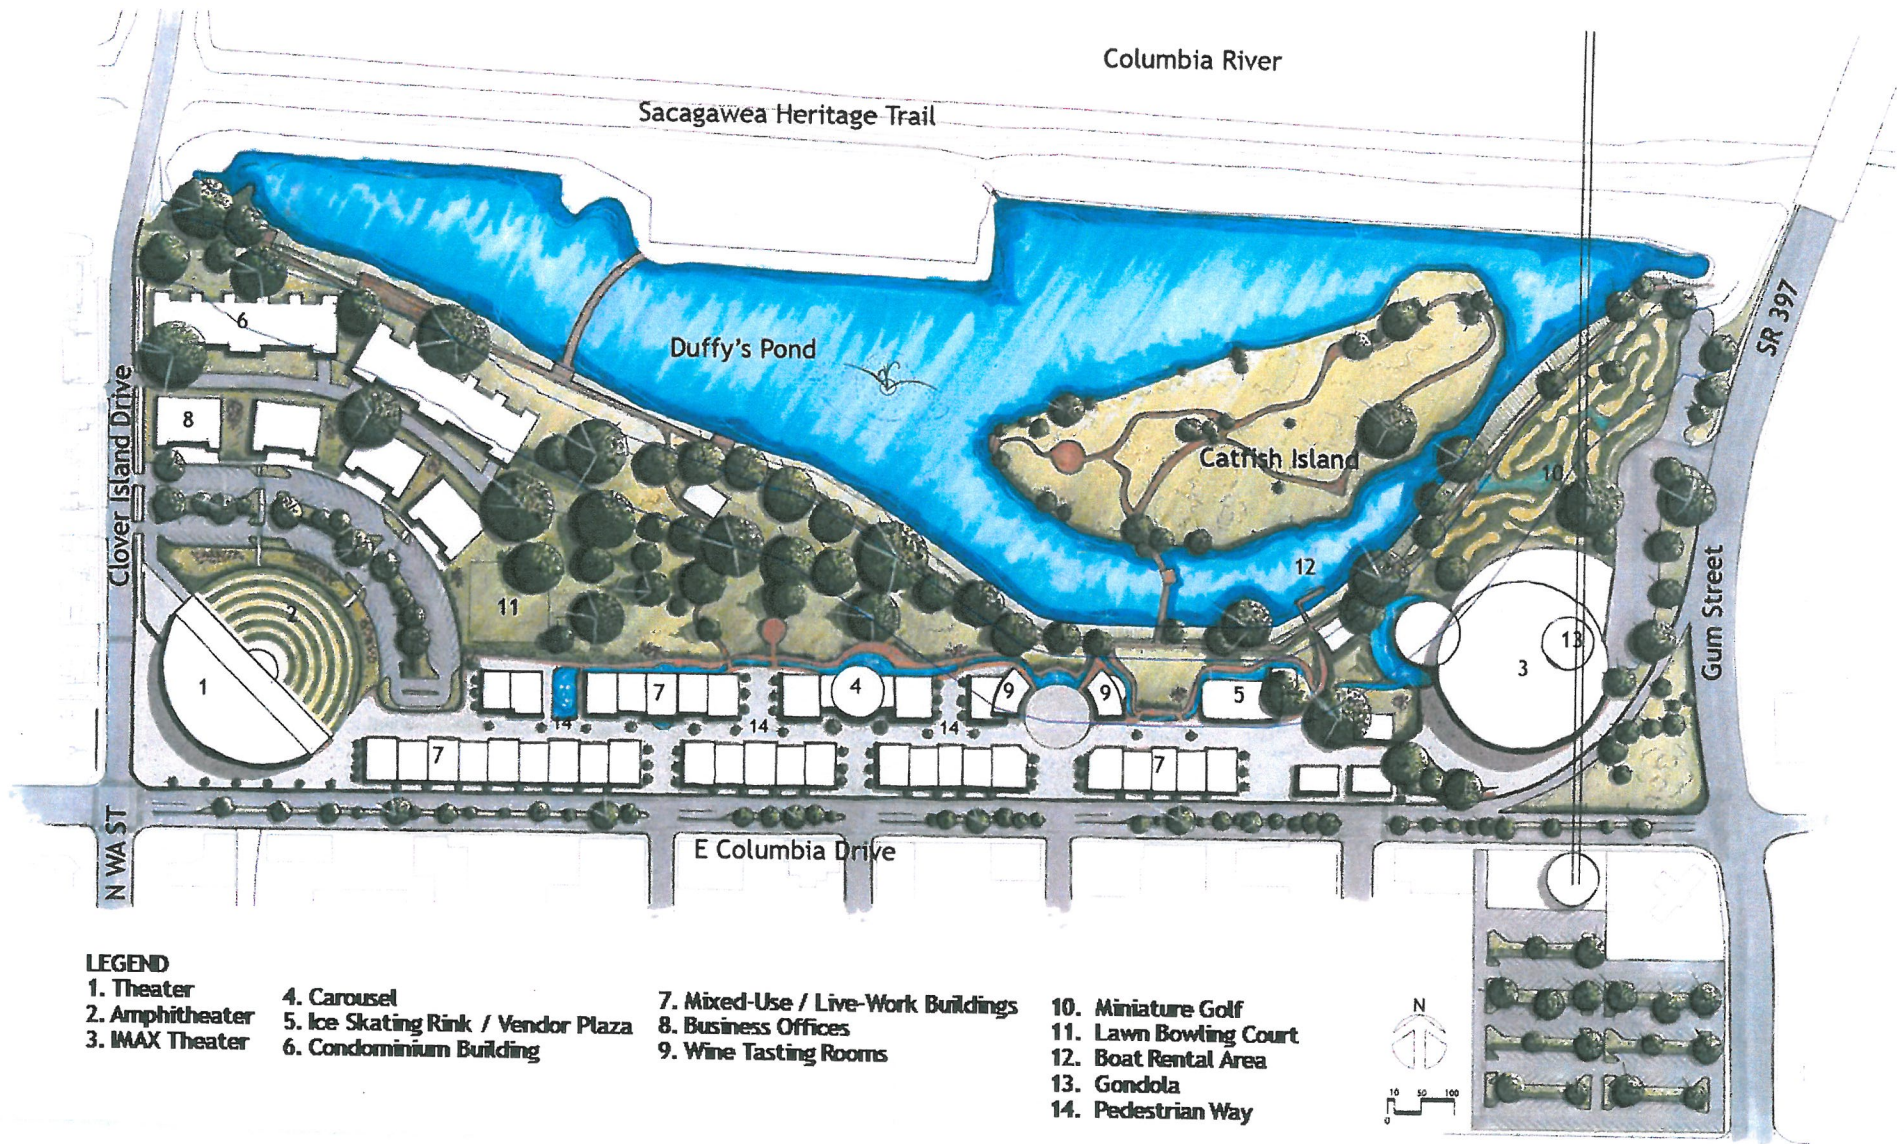 Columbia River
Sacagawea Heritage Trail
Duffy's Pond
Catfish Island
SR 397
Clover Island Drive
Gum Street
6
8
10
12
11
2
1
13
3
7
4
9
9
5
14
14
14
7
7
N WA ST
E Columbia Drive
LEGEND
1. Theater
2. Amphitheater
3. IMAX Theater
4. Carousel
5. Ice Skating Rink / Vendor Plaza
6. Condominium Building
7. Mixed-Use / Live-Work Buildings
8. Business Offices
9. Wine Tasting Rooms
10. Miniature Golf
11. Lawn Bowling Court
12. Boat Rental Area
13. Gondola
14. Pedestrian Way
N
10 50 100
0